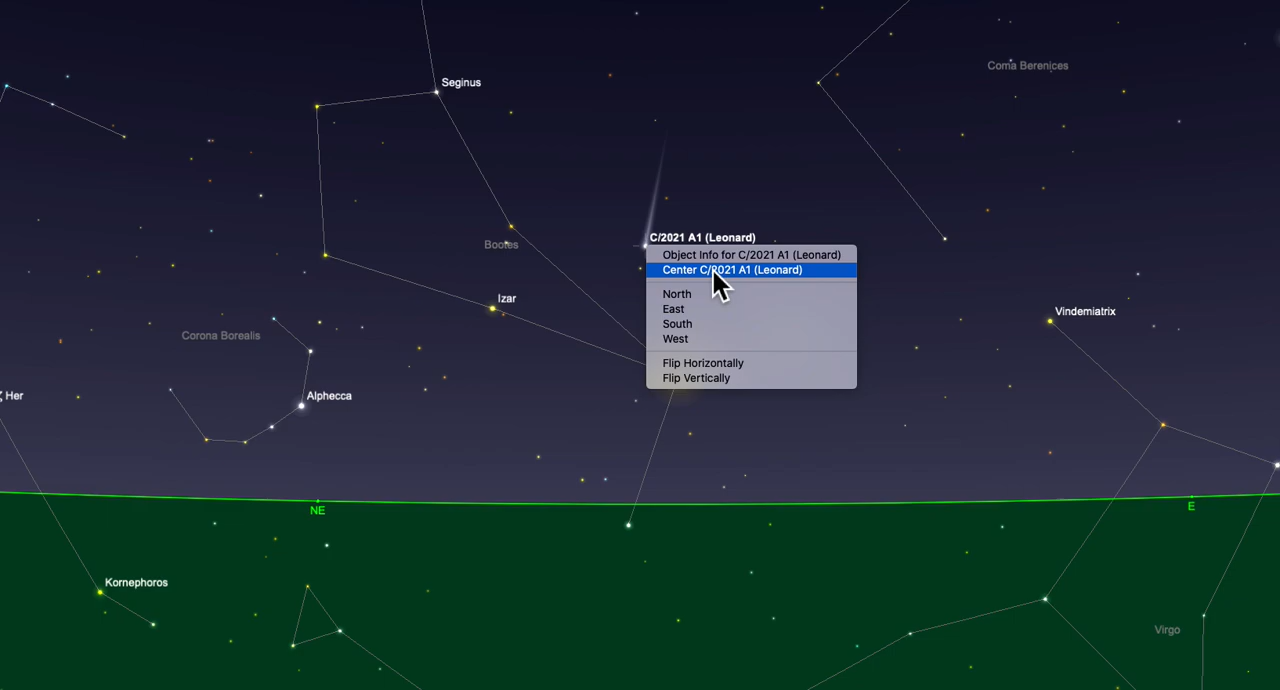 Coma Berenices
Seginus
C/2021 A1 (Leonard)
Bootes
Object Info for C/2021 A1 (Leonard)
Center C/2021 A1 (Leonard)
North
East
South
West
Flip Horizontally
Flip Vertically
Izar
Vindemiatrix
Corona Borealis
Her
Alphecca
NE
E
Kornephoros
Virgo